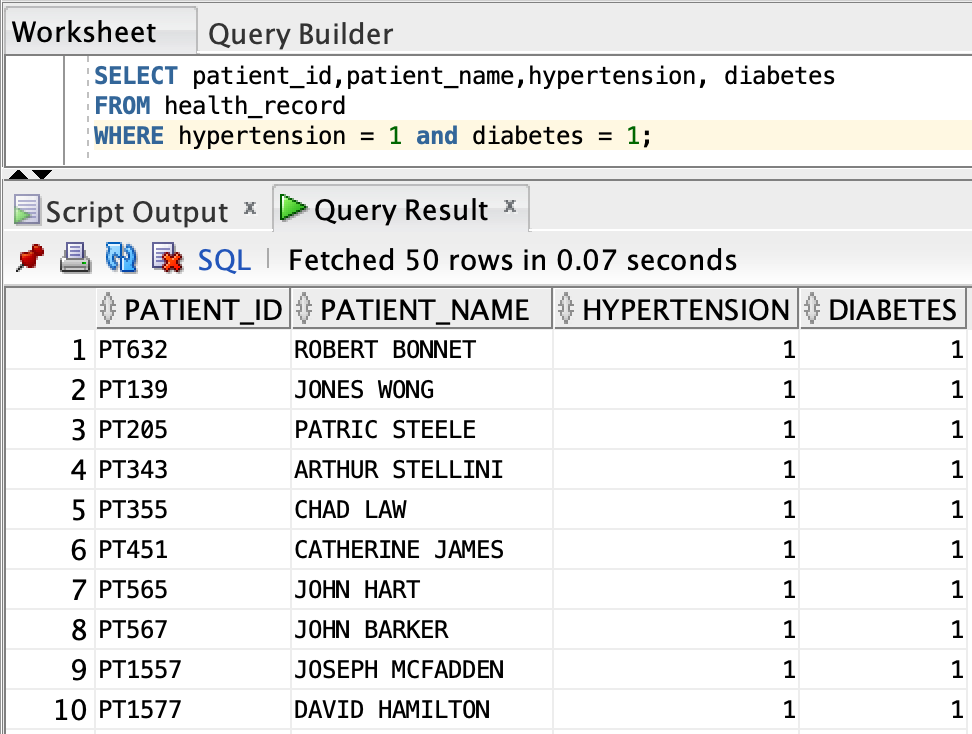 Worksheet Query Builder
SELECT patient_id,patient_name,hypertension, diabetes
FROM health_record
WHERE hypertension = 1 and diabetes = 1;
Script Output x Query Result x
SQL | Fetched 50 rows in 0.07 seconds
PATIENT_ID PATIENT_NAME HYPERTENSION DIABETES
1 PT632 ROBERT BONNET 1 1
2 PT139 JONES WONG 1 1
3 PT205 PATRIC STEELE 1 1
4 PT343 ARTHUR STELLINI 1 1
5 PT355 CHAD LAW 1 1
6 PT451 CATHERINE JAMES 1 1
7 PT565 JOHN HART 1 1
8 PT567 JOHN BARKER 1 1
9 PT1557 JOSEPH MCFADDEN 1 1
10 PT1577 DAVID HAMILTON 1 1